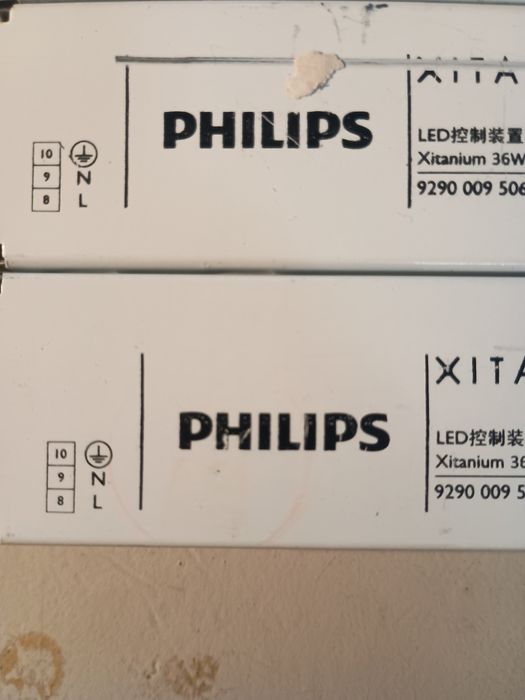 XITA
PHILIPS
LED控制装置
10
Xitanium 36W
9 N
9290 009 506
8 L
XITA
PHILIPS
LED控制装
10
Xitanium 36
9 N
9290 009 5
8 L